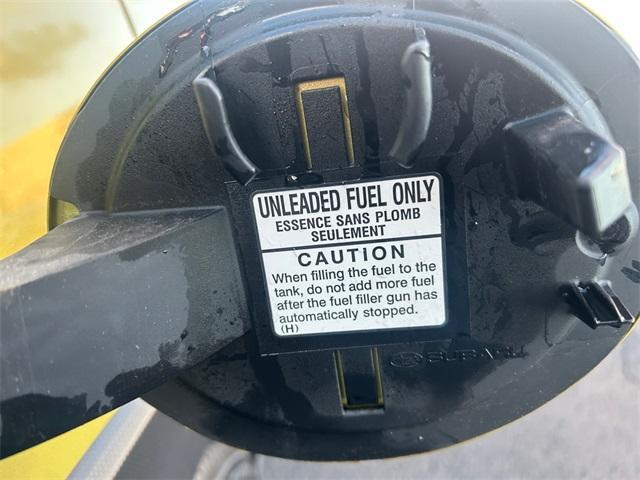 UNLEADED FUEL ONLY
ESSENCE SANS PLOMB
SEULEMENT
CAUTION
When filling the fuel to the
tank, do not add more fuel
after the fuel filler gun has
automatically stopped.
(H)
SUBARU